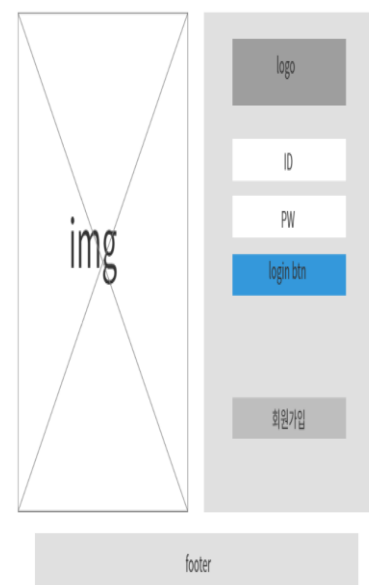 img
logo
ID
PW
login btn
회원가입
footer